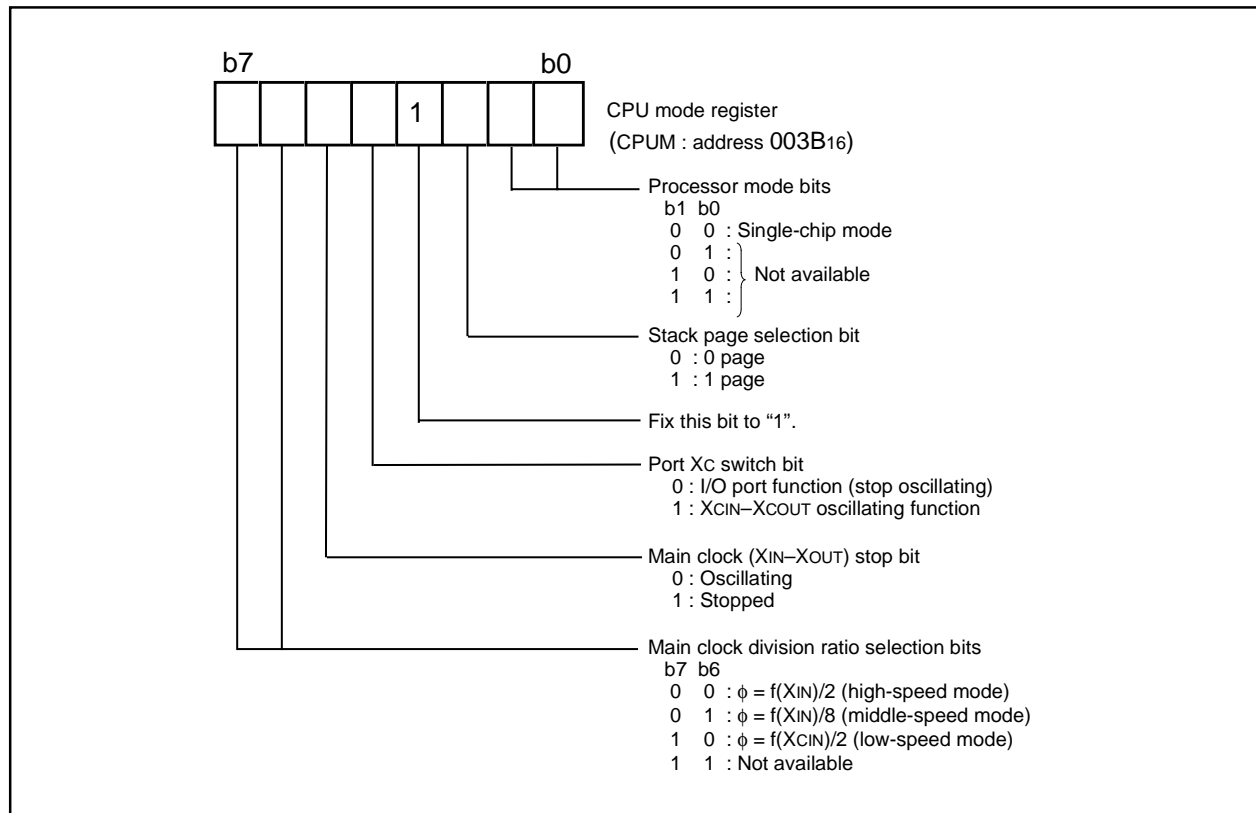 b7 b0
1
CPU mode register
(CPUM : address 003B16)
Processor mode bits
b1 b0
0 0 : Single-chip mode
0 1 :
1 0 : Not available
1 1 :
Stack page selection bit
0 : 0 page
1 : 1 page
Fix this bit to “1”.
Port XC switch bit
0 : I/O port function (stop oscillating)
1 : XCIN–XCOUT oscillating function
Main clock (XIN–XOUT) stop bit
0 : Oscillating
1 : Stopped
Main clock division ratio selection bits
b7 b6
0 0 : ϕ = f(XIN)/2 (high-speed mode)
0 1 : ϕ = f(XIN)/8 (middle-speed mode)
1 0 : ϕ = f(XCIN)/2 (low-speed mode)
1 1 : Not available